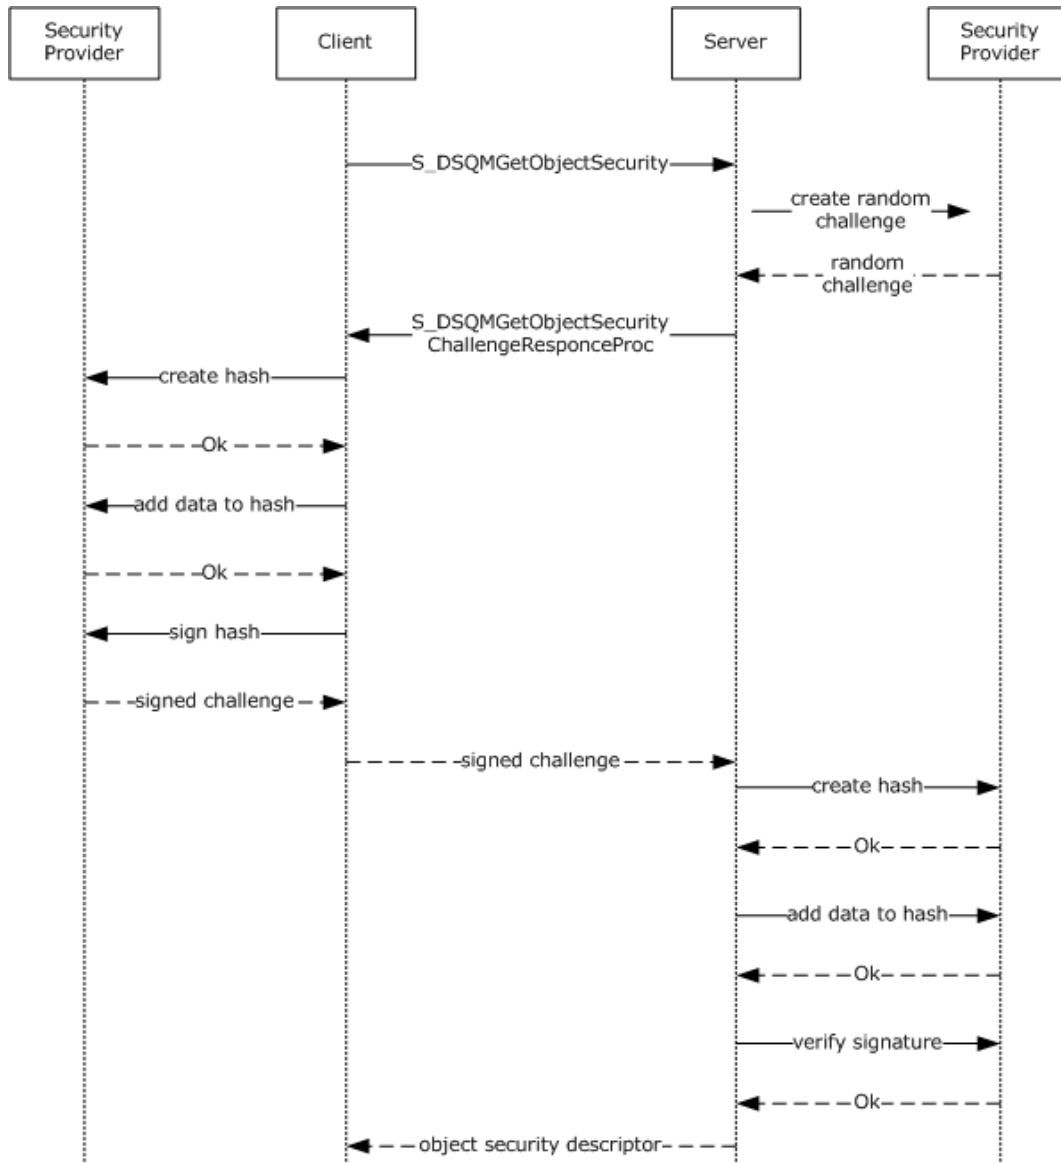 Security
Provider
Client
Server
Security
Provider
S_DSQMGetObjectSecurity
create random
challenge
random
challenge
S_DSQMGetObjectSecurity
ChallengeResponceProc
create hash
Ok
add data to hash
Ok
sign hash
signed challenge
signed challenge
create hash
Ok
add data to hash
Ok
verify signature
Ok
object security descriptor